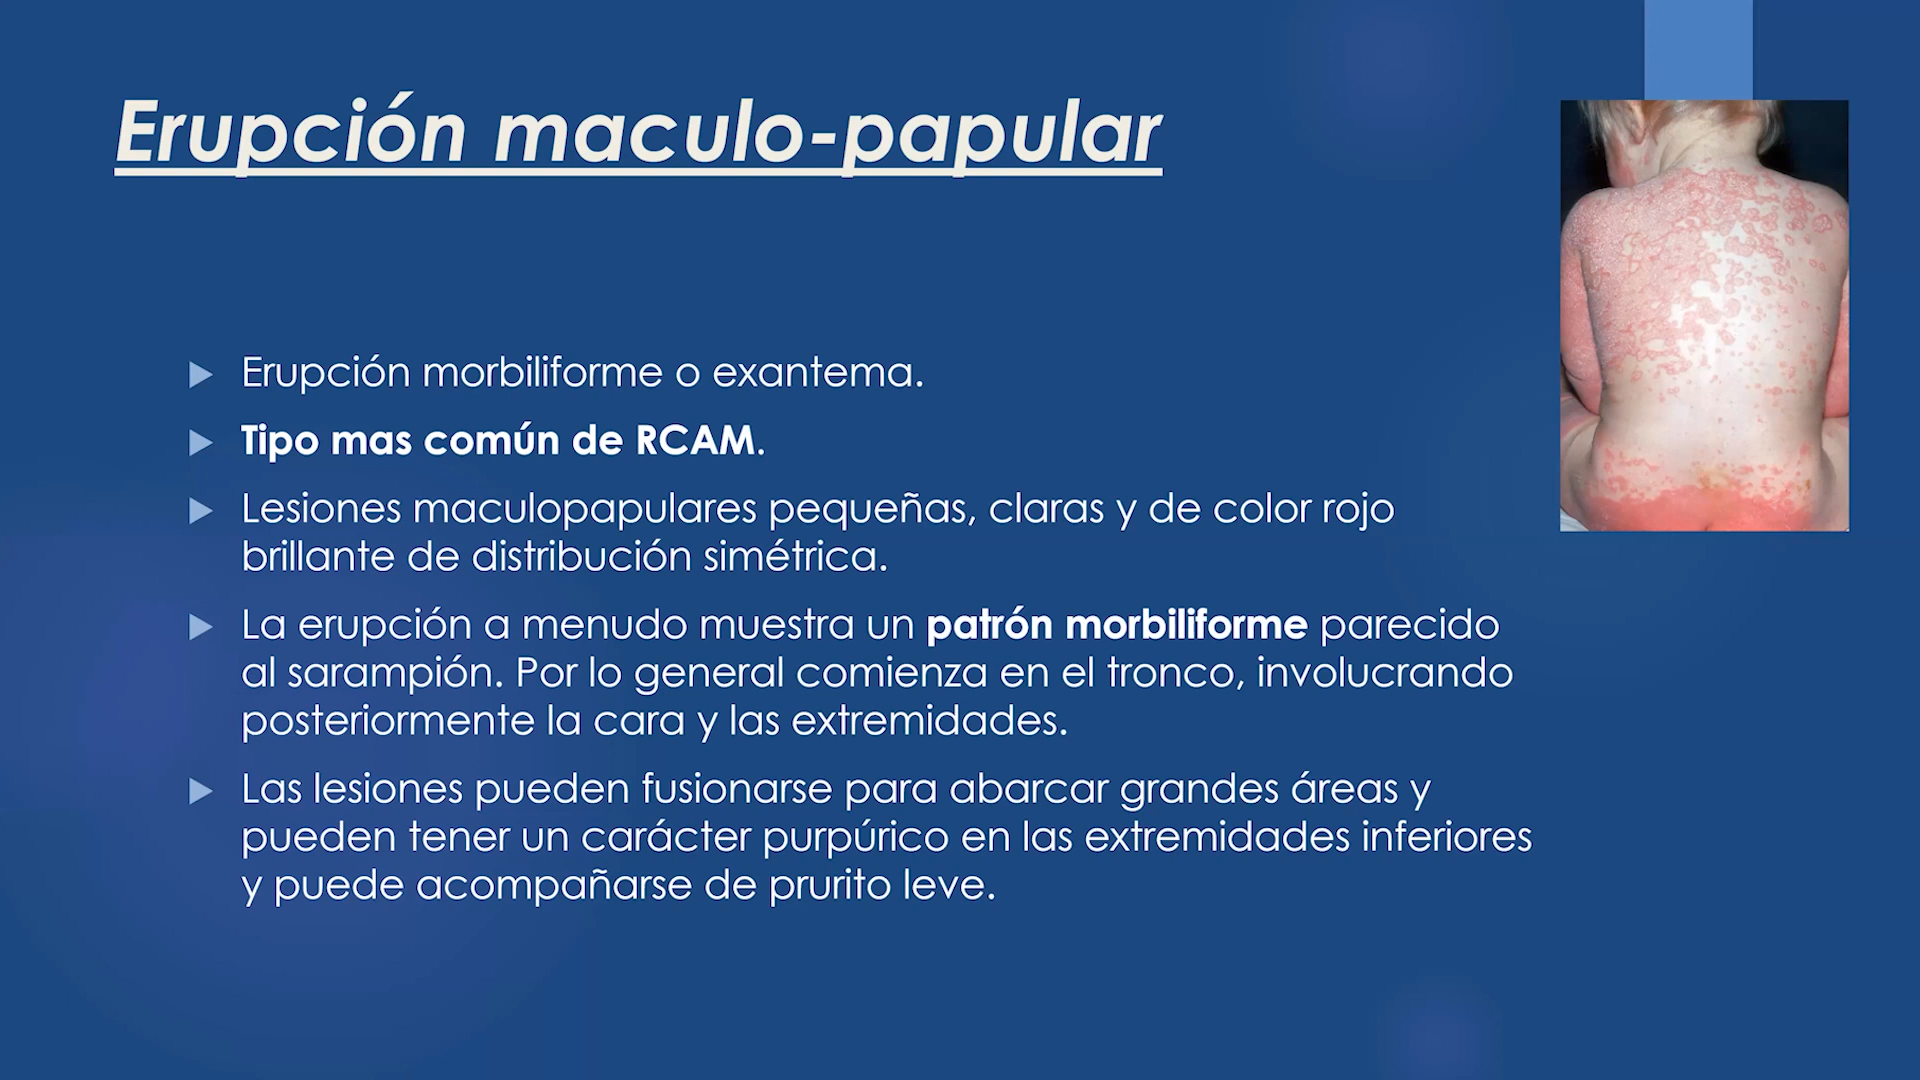 Erupción maculo-papular
Erupción morbiliforme o exantema.
Tipo mas común de RCAM.
Lesiones maculopapulares pequeñas, claras y de color rojo
brillante de distribución simétrica.
La erupción a menudo muestra un patrón morbiliforme parecido
al sarampión. Por lo general comienza en el tronco, involucrando
posteriormente la cara y las extremidades.
Las lesiones pueden fusionarse para abarcar grandes áreas y
pueden tener un carácter purpúrico en las extremidades inferiores
y puede acompañarse de prurito leve.